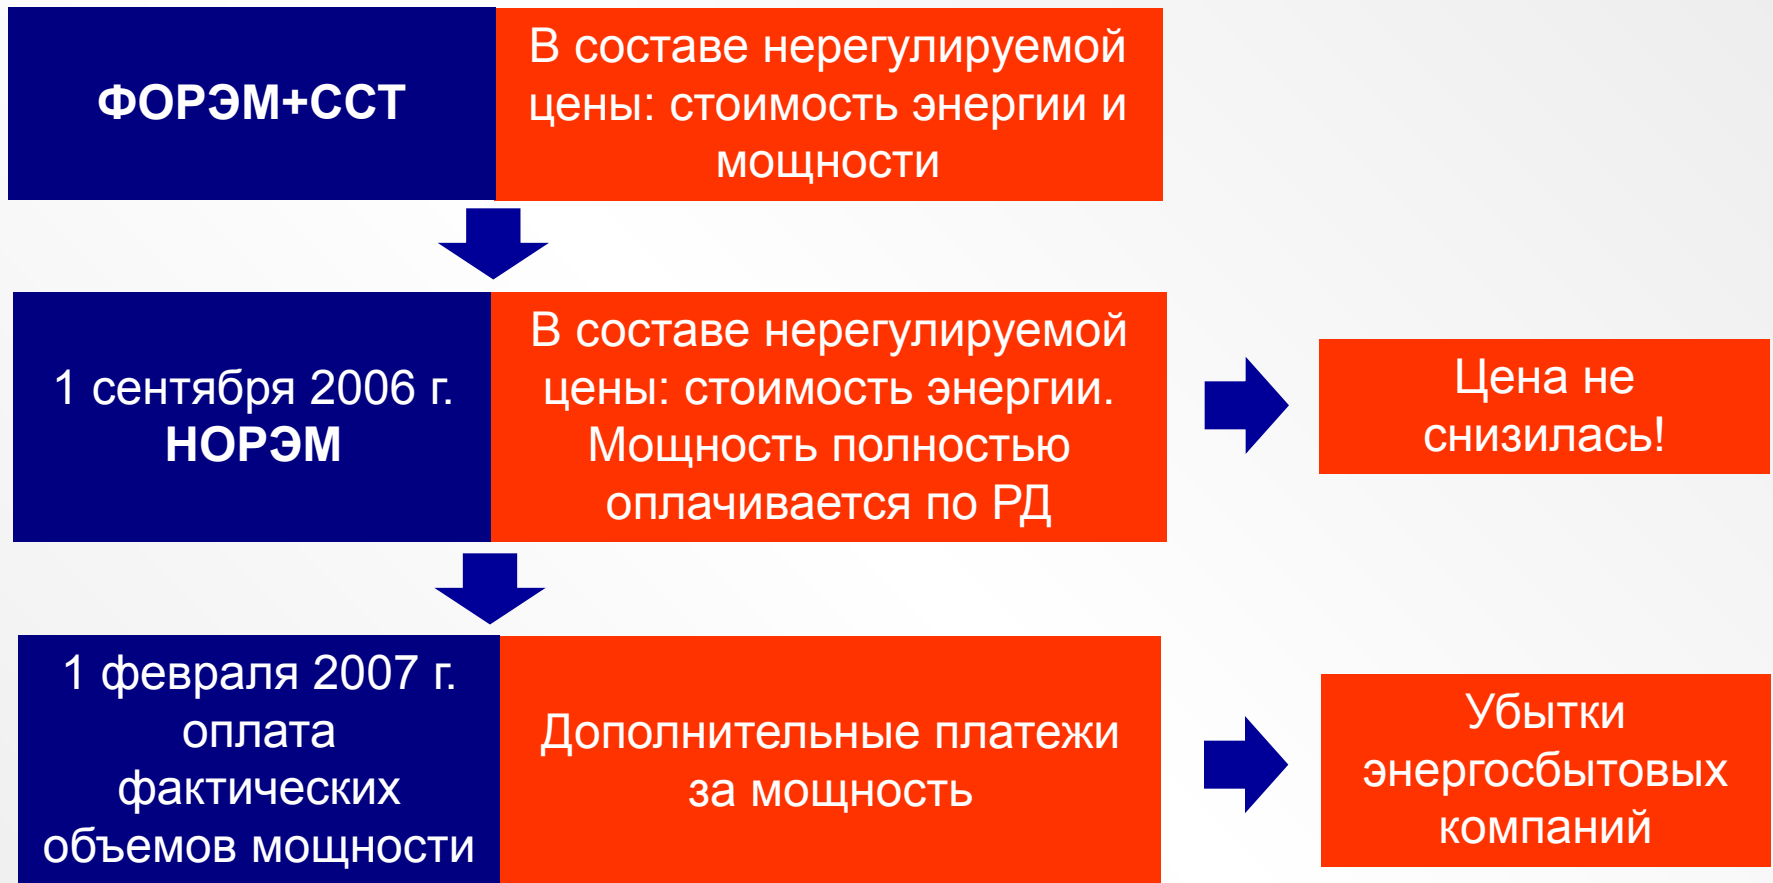 ФОРЭМ+ССТ
В составе нерегулируемой
цены: стоимость энергии и
мощности
1 сентября 2006 г.
НОРЭМ
В составе нерегулируемой
цены: стоимость энергии.
Мощность полностью
оплачивается по РД
Цена не
снизилась!
1 февраля 2007 г.
оплата
фактических
объемов мощности
Дополнительные платежи
за мощность
Убытки
энергосбытовых
компаний